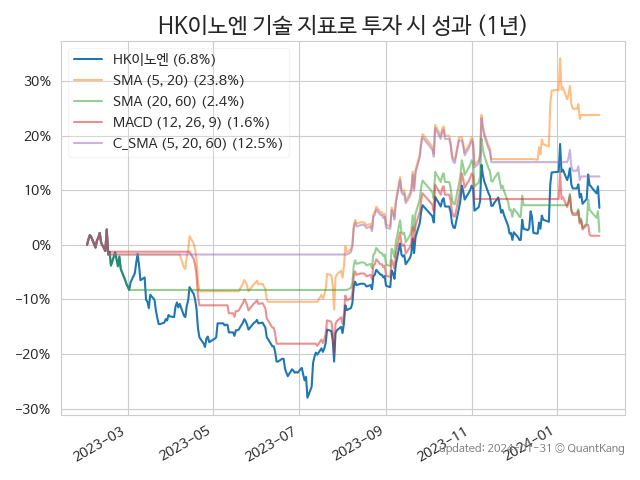 HK이노엔 기술 지표로 투자 시 성과 (1년)
HK이노엔 (6.8%)
SMA (5, 20) (23.8%)
SMA (20, 60) (2.4%)
MACD (12, 26, 9) (1.6%)
C_SMA (5, 20, 60) (12.5%)
30%
20%
10%
0%
−10%
−20%
−30%
2023-03
2023-05
2023-07
2023-09
2023-11
2024-01
updated: 2024-01-31 © QuantKang